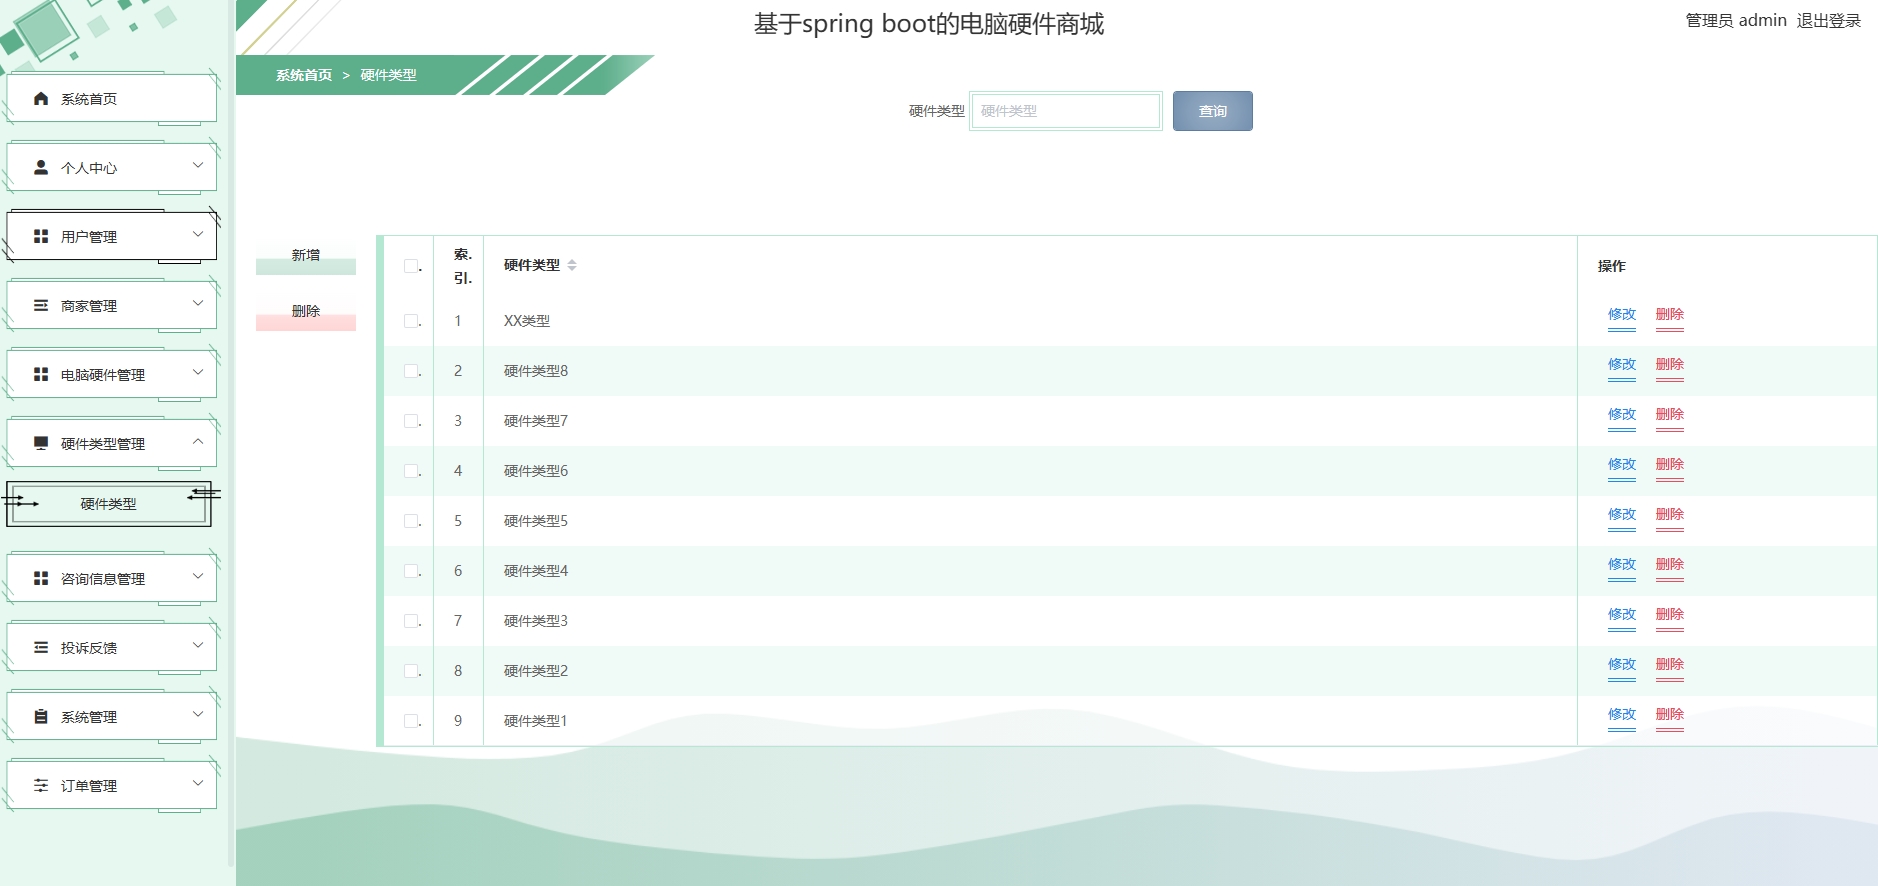 基于spring boot的电脑硬件商城
管理员 admin 退出登录
系统首页 > 硬件类型
系统首页
个人中心
用户管理
商家管理
电脑硬件管理
硬件类型管理
硬件类型
咨询信息管理
投诉反馈
系统管理
订单管理
硬件类型 硬件类型 查询
新增
删除
索. 引. 硬件类型 操作
1 XX类型 修改 删除
2 硬件类型8 修改 删除
3 硬件类型7 修改 删除
4 硬件类型6 修改 删除
5 硬件类型5 修改 删除
6 硬件类型4 修改 删除
7 硬件类型3 修改 删除
8 硬件类型2 修改 删除
9 硬件类型1 修改 删除